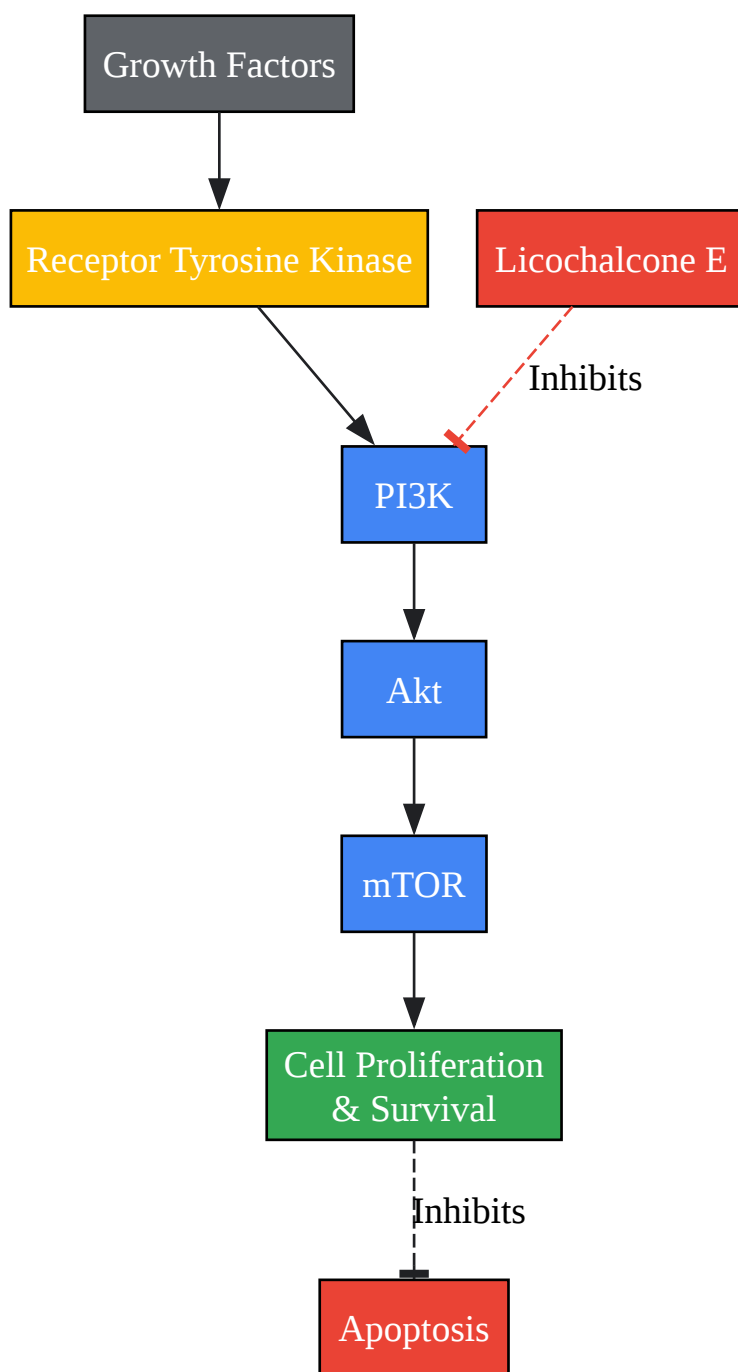 Growth Factors
Receptor Tyrosine Kinase
Licochalcone E
Inhibits
PI3K
Akt
mTOR
Cell Proliferation
& Survival
Inhibits
Apoptosis